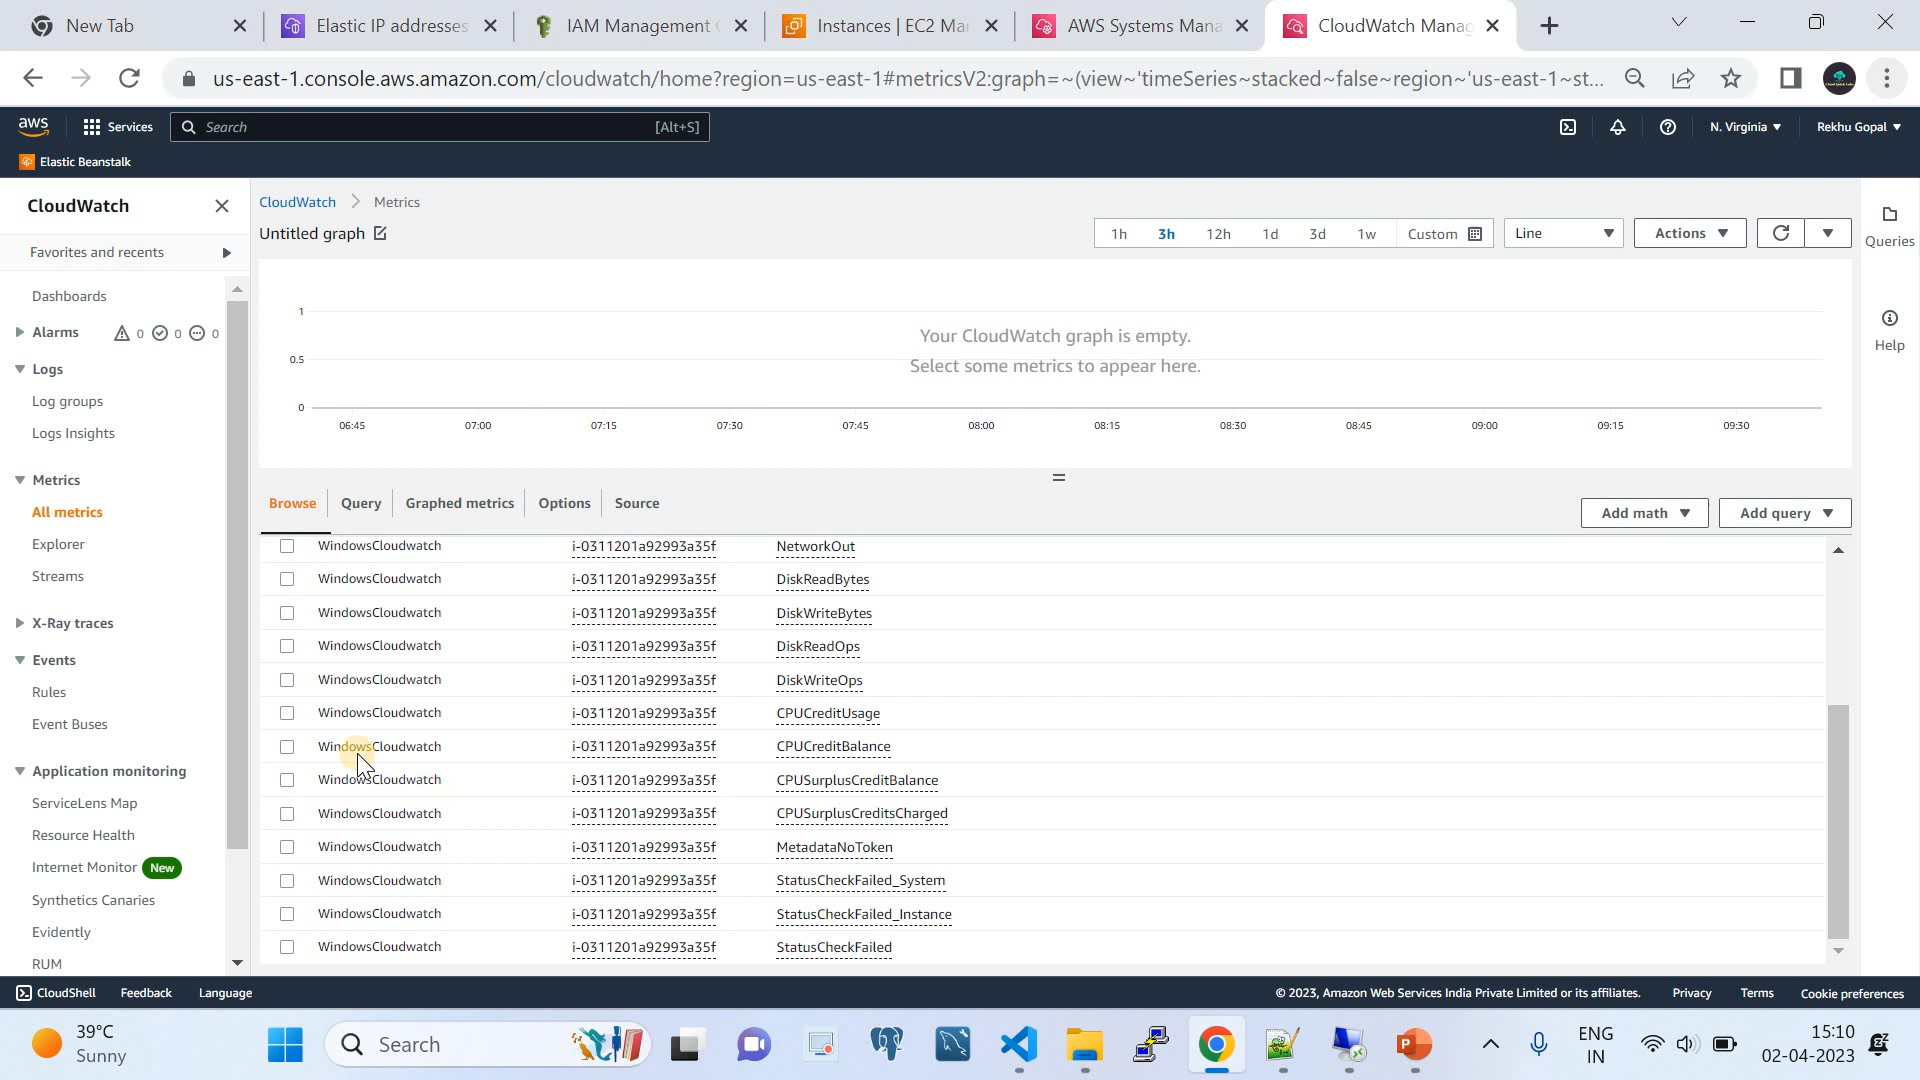 New Tab
Elastic IP addresses
IAM Management
Instances | EC2 Ma
AWS Systems Mana
CloudWatch Manag
us-east-1.console.aws.amazon.com/cloudwatch/home?region=us-east-1#metricsV2:graph=~(view~'timeSeries~stacked~false~region~'us-east-1~st...
aws
Services
Search
[Alt+S]
N. Virginia
Rekhu Gopal
Elastic Beanstalk
CloudWatch
Favorites and recents
Dashboards
Alarms 0 0 0
Logs
Log groups
Logs Insights
Metrics
All metrics
Explorer
Streams
X-Ray traces
Events
Rules
Event Buses
Application monitoring
ServiceLens Map
Resource Health
Internet Monitor New
Synthetics Canaries
Evidently
RUM
CloudWatch Metrics
Untitled graph
1h 3h 12h 1d 3d 1w Custom
Line
Actions
Queries
Help
1
0.5
0
Your CloudWatch graph is empty.
Select some metrics to appear here.
06:45 07:00 07:15 07:30 07:45 08:00 08:15 08:30 08:45 09:00 09:15 09:30
Browse Query Graphed metrics Options Source
Add math
Add query
WindowsCloudwatch i-0311201a92993a35f NetworkOut
WindowsCloudwatch i-0311201a92993a35f DiskReadBytes
WindowsCloudwatch i-0311201a92993a35f DiskWriteBytes
WindowsCloudwatch i-0311201a92993a35f DiskReadOps
WindowsCloudwatch i-0311201a92993a35f DiskWriteOps
WindowsCloudwatch i-0311201a92993a35f CPUCreditUsage
WindowsCloudwatch i-0311201a92993a35f CPUCreditBalance
WindowsCloudwatch i-0311201a92993a35f CPUSurplusCreditBalance
WindowsCloudwatch i-0311201a92993a35f CPUSurplusCreditsCharged
WindowsCloudwatch i-0311201a92993a35f MetadataNoToken
WindowsCloudwatch i-0311201a92993a35f StatusCheckFailed_System
WindowsCloudwatch i-0311201a92993a35f StatusCheckFailed_Instance
WindowsCloudwatch i-0311201a92993a35f StatusCheckFailed
CloudShell Feedback Language
© 2023, Amazon Web Services India Private Limited or its affiliates. Privacy Terms Cookie preferences
39°C
Sunny
Search
ENG
IN
15:10
02-04-2023